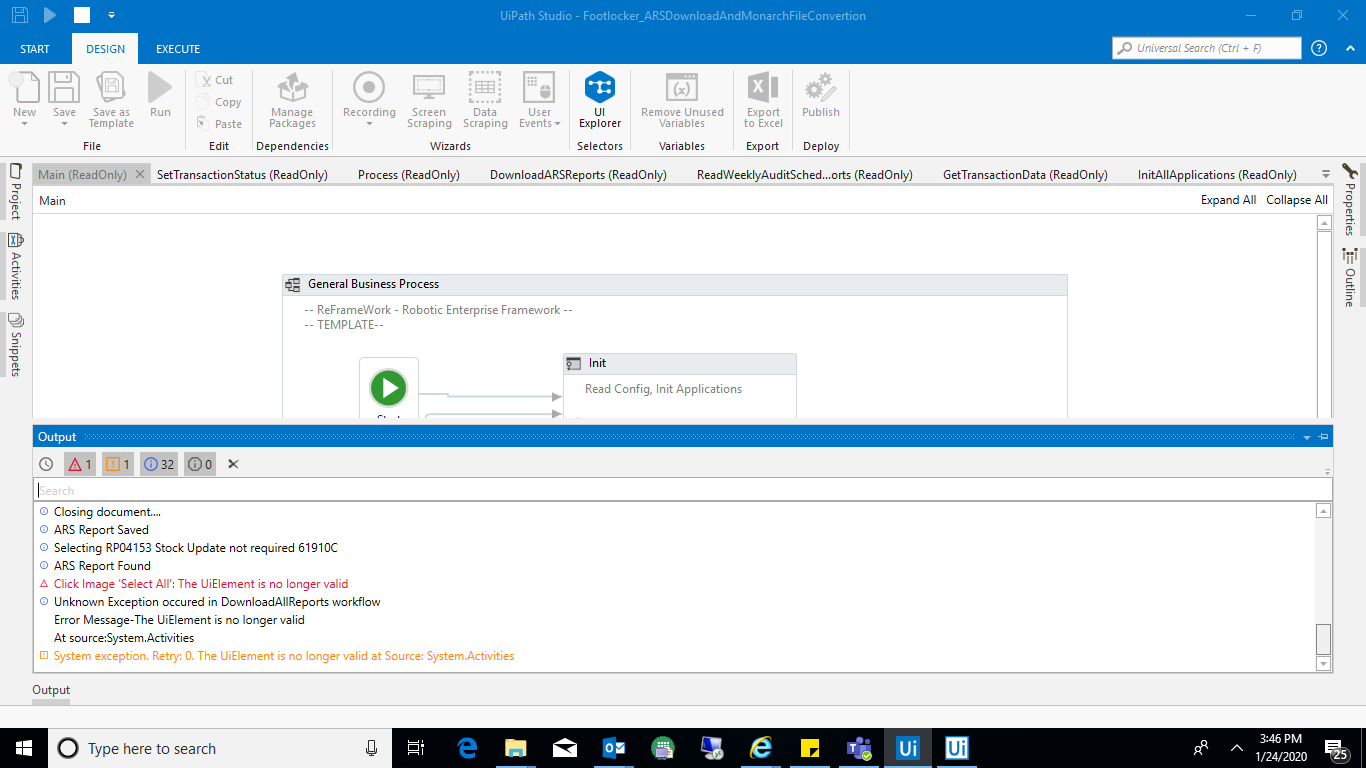 UiPath Studio - Footlocker_ARSDownloadAndMonarchFileConvertion
START DESIGN EXECUTE
Universal Search (Ctrl + F)
New Save Save as Template Run
Cut
Copy
Paste
Manage Packages
Recording Screen Scraping Data Scraping User Events
UI Explorer
Remove Unused Variables
Export to Excel
Publish
File Edit Dependencies Wizards Selectors Variables Export Deploy
Main (ReadOnly) SetTransactionStatus (ReadOnly) Process (ReadOnly) DownloadARSReports (ReadOnly) ReadWeeklyAuditSched...orts (ReadOnly) GetTransactionData (ReadOnly) InitAllApplications (ReadOnly)
Project
Activities
Snippets
Properties
Outline
Main
Expand All Collapse All
General Business Process
-- ReFrameWork - Robotic Enterprise Framework --
-- TEMPLATE--
Init
Read Config, Init Applications
Output
1 1 32 0
Search
Closing document....
ARS Report Saved
Selecting RP04153 Stock Update not required 61910C
ARS Report Found
Click Image 'Select All': The UiElement is no longer valid
Unknown Exception occured in DownloadAllReports workflow
Error Message-The UiElement is no longer valid
At source:System.Activities
System exception. Retry: 0. The UiElement is no longer valid at Source: System.Activities
Output
Type here to search
Ui
Ui
3:46 PM
1/24/2020
25